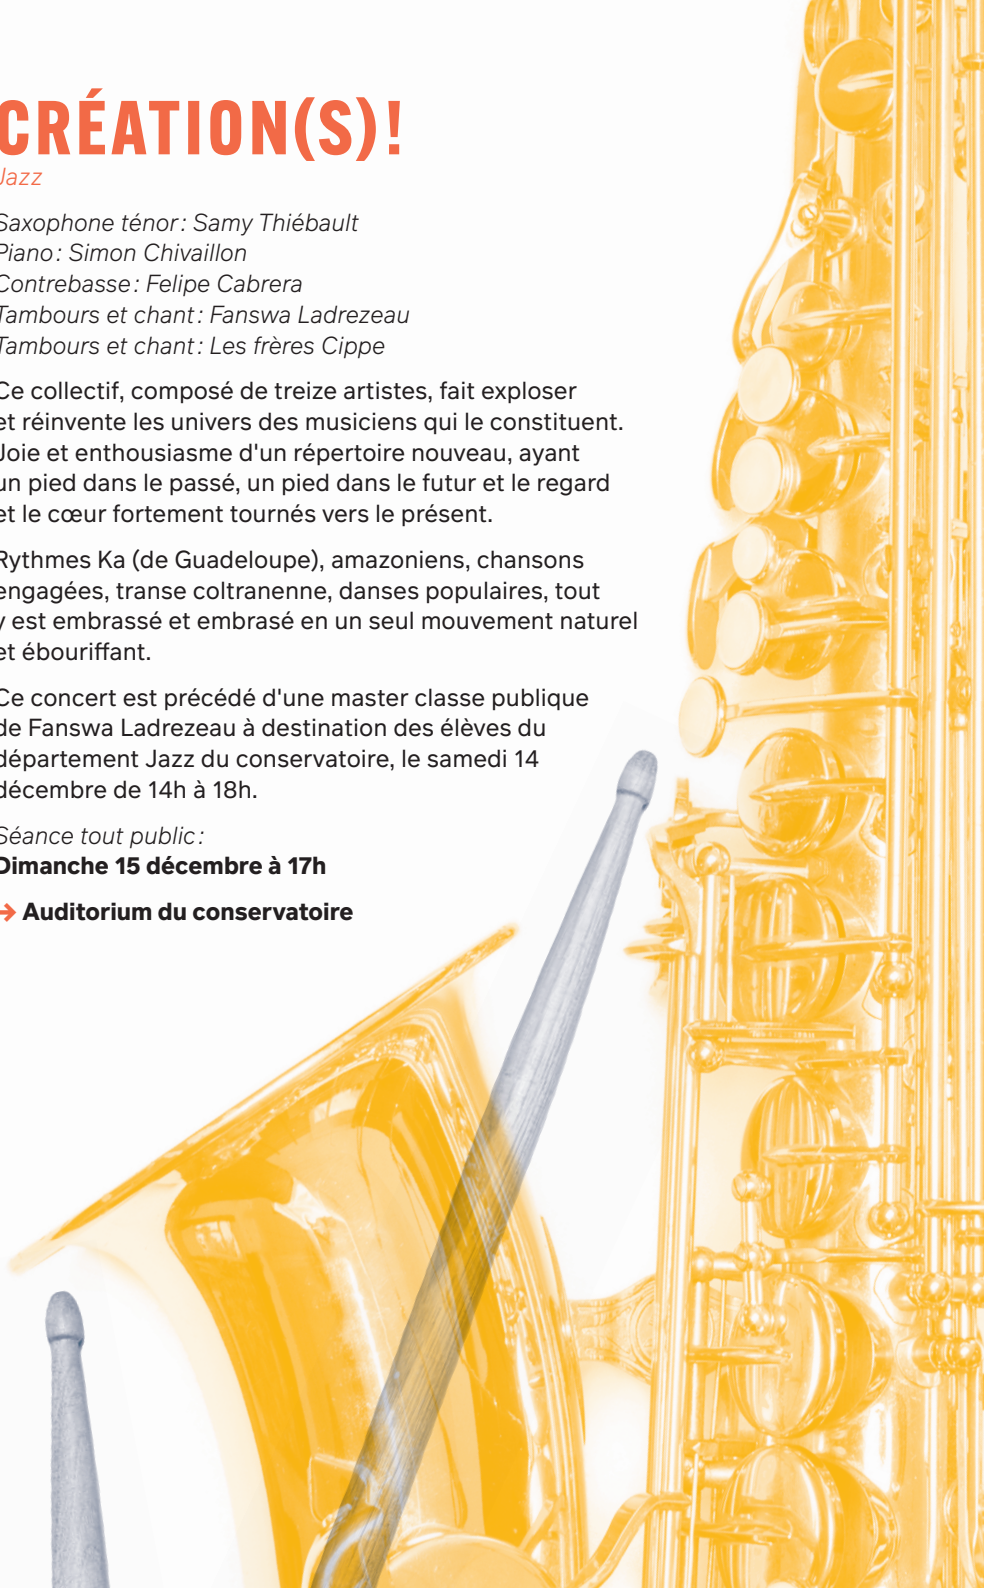 CRÉATION(S)!
Jazz
Saxophone ténor : Samy Thiébault
Piano : Simon Chivaillon
Contrebasse : Felipe Cabrera
Tambours et chant : Fanswa Ladrezeau
Tambours et chant : Les frères Cippe
Ce collectif, composé de treize artistes, fait exploser
et réinvente les univers des musiciens qui le constituent.
Joie et enthousiasme d'un répertoire nouveau, ayant
un pied dans le passé, un pied dans le futur et le regard
et le cœur fortement tournés vers le présent.
Rythmes Ka (de Guadeloupe), amazoniens, chansons
engagées, transe coltranenne, danses populaires, tout
y est embrassé et embrasé en un seul mouvement naturel
et ébouriffant.
Ce concert est précédé d'une master classe publique
de Fanswa Ladrezeau à destination des élèves du
département Jazz du conservatoire, le samedi 14
décembre de 14h à 18h.
Séance tout public :
Dimanche 15 décembre à 17h
→ Auditorium du conservatoire